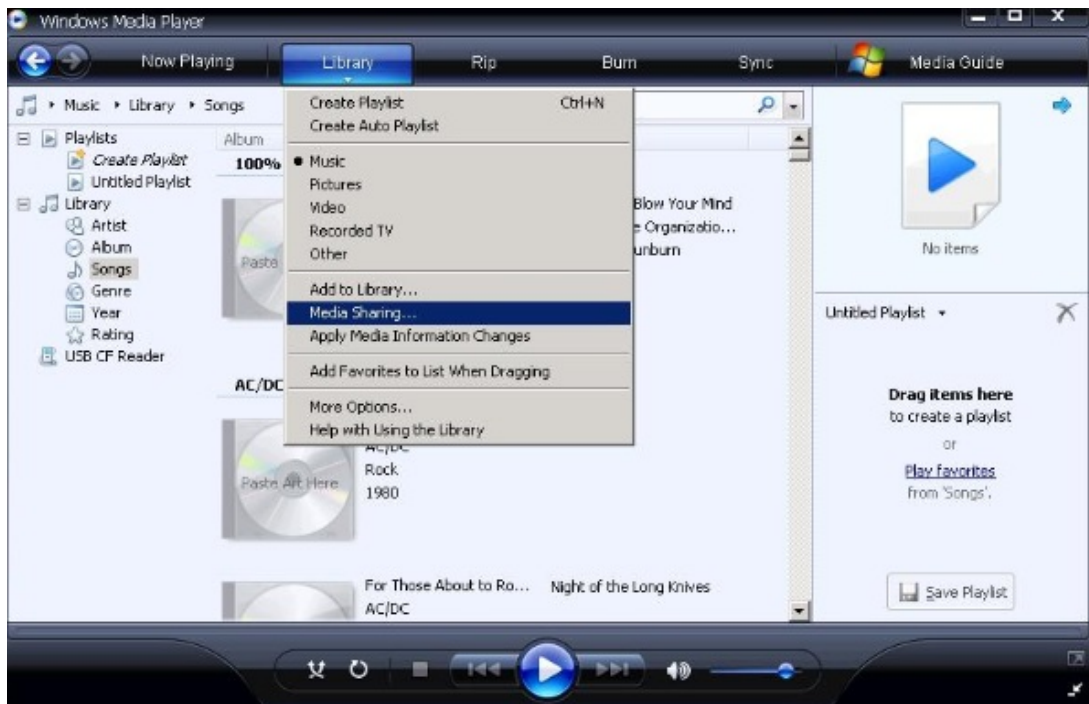 Windows Media Player
Now Playing
Library
Rip
Burn
Sync
Media Guide
Music
Library
Songs
Playlists
Create Playlist
Untitled Playlist
Library
Artist
Album
Songs
Genre
Year
Rating
USB CF Reader
Create Playlist Ctrl+N
Create Auto Playlist
Music
Pictures
Video
Recorded TV
Other
Add to Library...
Media Sharing...
Apply Media Information Changes
Add Favorites to List When Dragging
More Options...
Help with Using the Library
Album
100%
Blow Your Mind
Organizatio...
Paste
AC/DC
AC/DC
Rock
1980
Paste Art Here
For Those About to Ro... Night of the Long Knives
AC/DC
No items
Untitled Playlist
Drag items here
to create a playlist
or
Play favorites
from 'Songs'.
Save Playlist